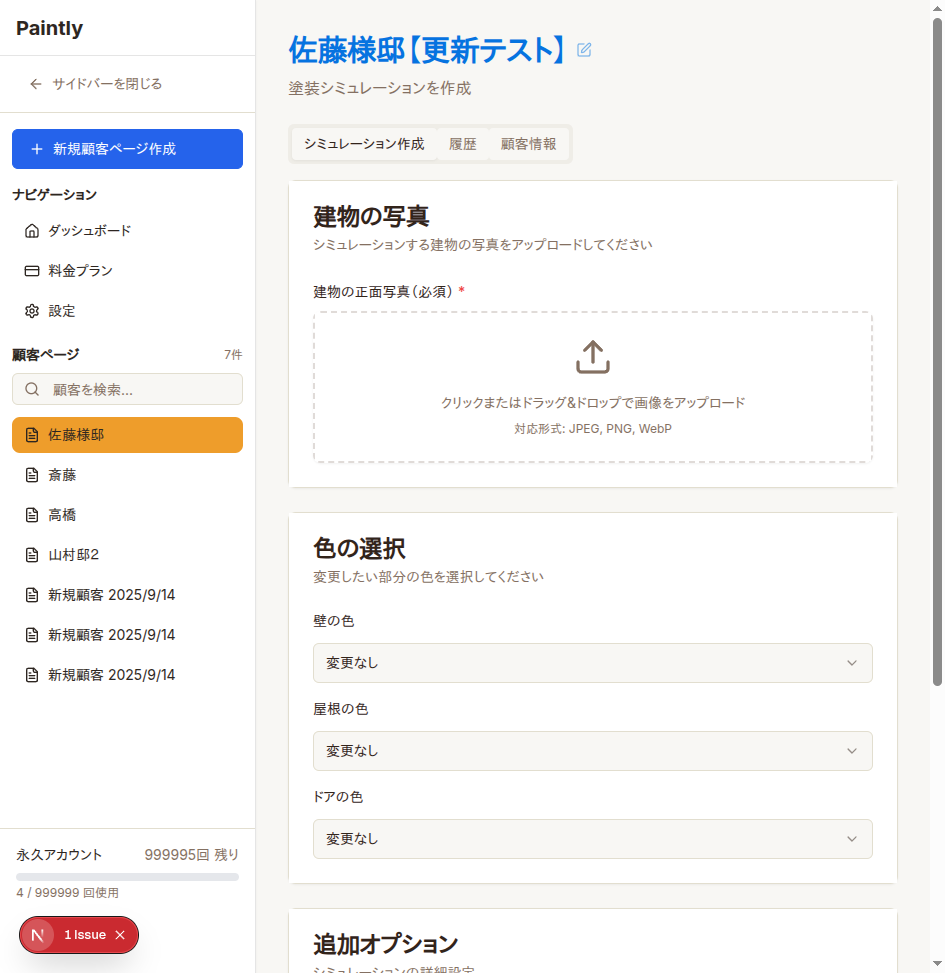 Paintly
サイドバーを閉じる
新規顧客ページ作成
ナビゲーション
ダッシュボード
料金プラン
設定
顧客ページ 7件
顧客を検索...
佐藤様邸
斎藤
高橋
山村邸2
新規顧客 2025/9/14
新規顧客 2025/9/14
新規顧客 2025/9/14
永久アカウント 999995回 残り
4 / 999999 回使用
N 1 Issue
佐藤様邸【更新テスト】
塗装シミュレーションを作成
シミュレーション作成 履歴 顧客情報
建物の写真
シミュレーションする建物の写真をアップロードしてください
建物の正面写真（必須） *
クリックまたはドラッグ&ドロップで画像をアップロード
対応形式: JPEG, PNG, WebP
色の選択
変更したい部分の色を選択してください
壁の色
変更なし
屋根の色
変更なし
ドアの色
変更なし
追加オプション
シミュレーションの詳細設定